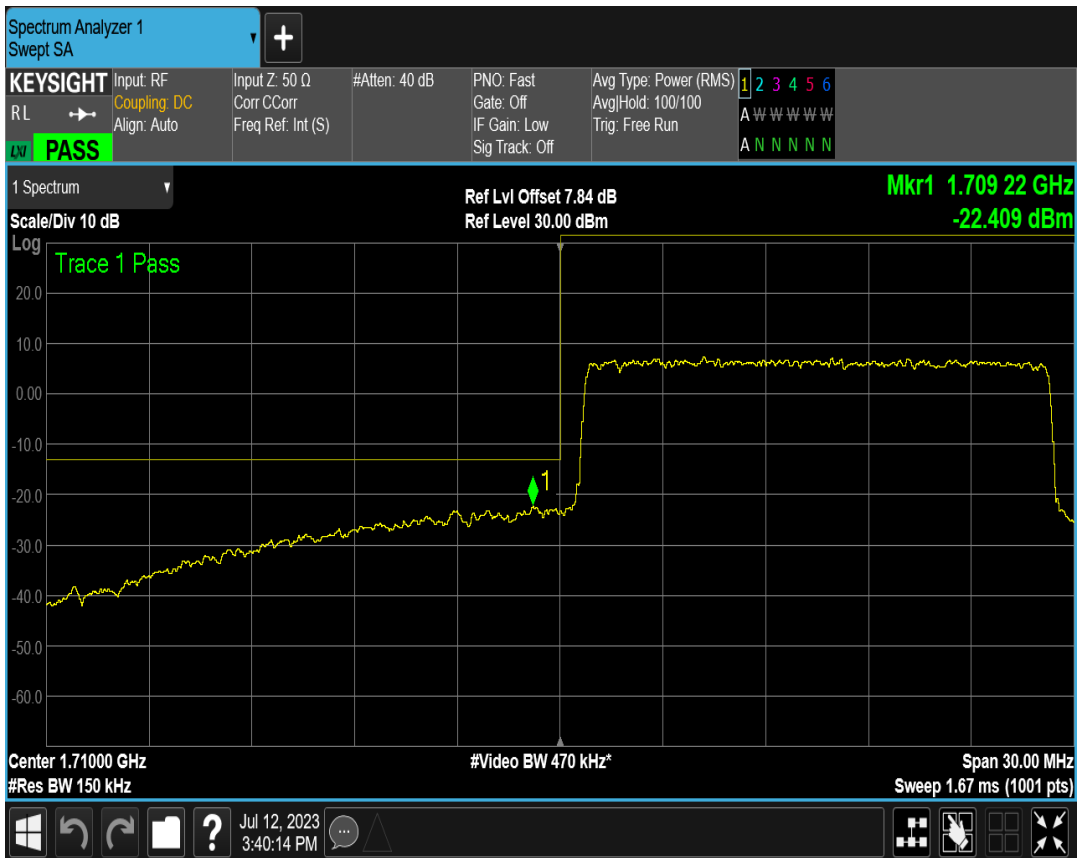 Spectrum Analyzer 1
Swept SA
+
KEYSIGHT
RL
LXI
PASS
Input: RF
Coupling: DC
Align: Auto
Input Z: 50 Ω
Corr CCorr
Freq Ref: Int (S)
#Atten: 40 dB
PNO: Fast
Gate: Off
IF Gain: Low
Sig Track: Off
Avg Type: Power (RMS)
Avg|Hold: 100/100
Trig: Free Run
1 2 3 4 5 6
A W W W W W
A N N N N N
1 Spectrum
Scale/Div 10 dB
Ref Lvl Offset 7.84 dB
Ref Level 30.00 dBm
Mkr1 1.709 22 GHz
-22.409 dBm
Log
Trace 1 Pass
20.0
10.0
0.00
-10.0
1
-20.0
-30.0
-40.0
-50.0
-60.0
Center 1.71000 GHz
#Video BW 470 kHz*
Span 30.00 MHz
#Res BW 150 kHz
Sweep 1.67 ms (1001 pts)
?
Jul 12, 2023
3:40:14 PM